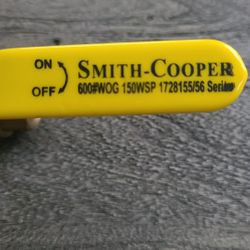 ON
OFF
SMITH-COOPER
600#WOG 150WSP 1728155/56 Series